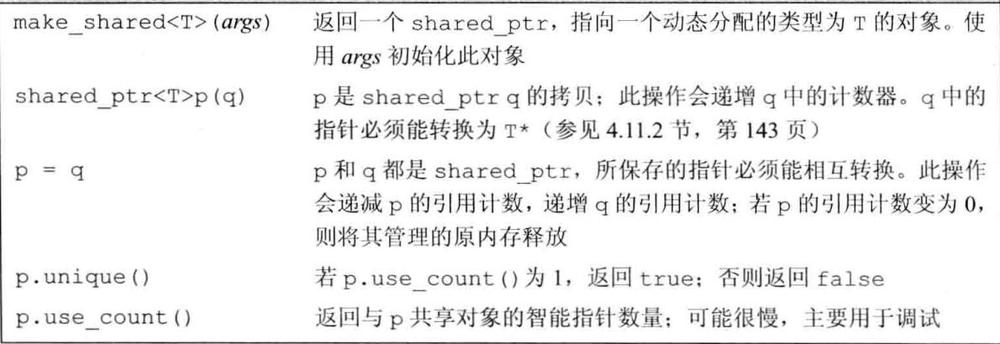 make_shared<T>(args) 返回一个 shared_ptr，指向一个动态分配的类型为 T 的对象。使
用 args 初始化此对象
shared_ptr<T>p(q) p 是 shared_ptr q 的拷贝；此操作会递增 q 中的计数器。q 中的
指针必须能转换为 T*（参见 4.11.2 节，第 143 页）
p = q p 和 q 都是 shared_ptr，所保存的指针必须能相互转换。此操作
会递减 p 的引用计数，递增 q 的引用计数；若 p 的引用计数变为 0，
则将其管理的原内存释放
p.unique() 若 p.use_count()为 1，返回 true；否则返回 false
p.use_count() 返回与 p 共享对象的智能指针数量；可能很慢，主要用于调试